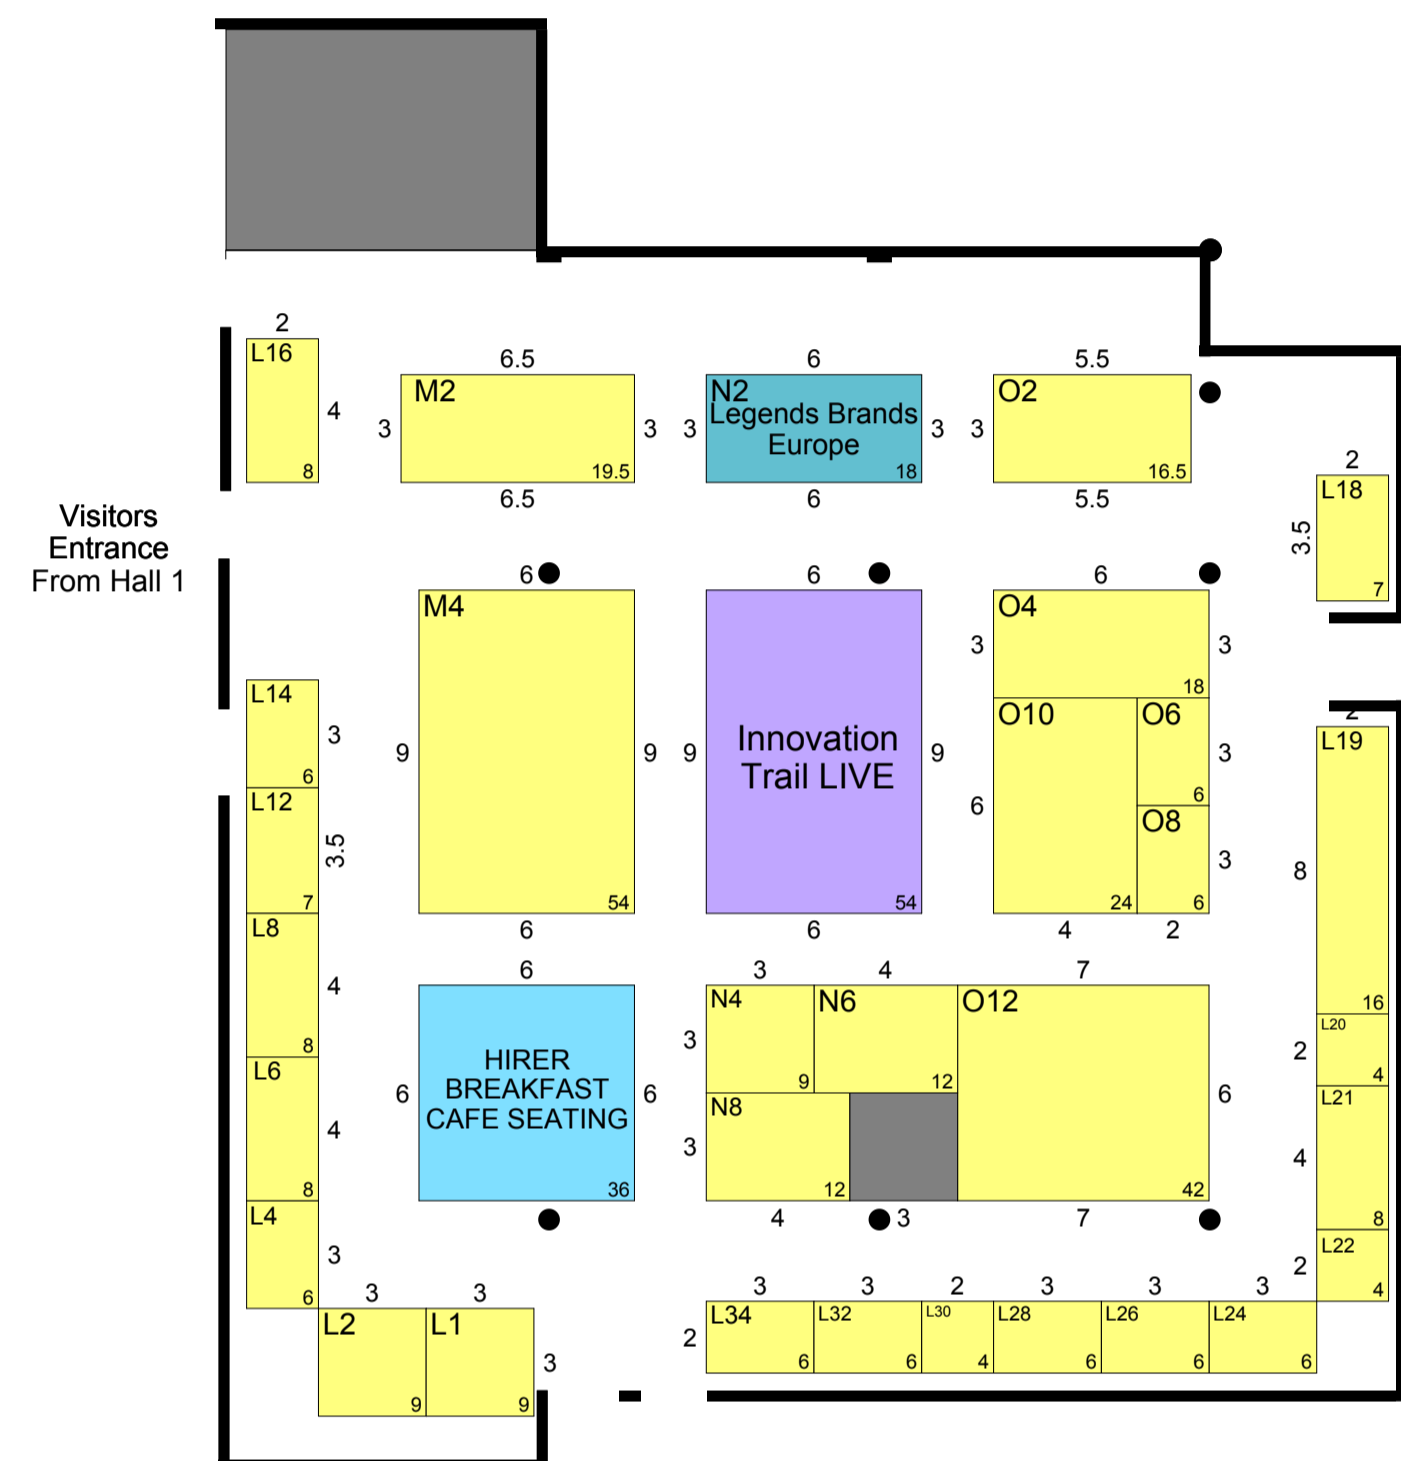 2
L16
4
8
6.5
M2
3
3
19.5
6.5
6
N2
Legends Brands
Europe
3
3
18
6
5.5
O2
3
16.5
5.5
2
L18
3.5
7
Visitors
Entrance
From Hall 1
6
M4
9
9
54
6
6
Innovation
Trail LIVE
9
9
54
6
6
O4
3
3
18
O10
6
24
4
O6
3
6
O8
3
6
2
L14
3
6
L12
3.5
7
L8
4
8
L6
4
8
L4
3
6
2
L19
8
16
L20
2
4
L21
4
8
L22
2
4
6
HIRER
BREAKFAST
CAFE SEATING
6
6
36
3
N4
3
9
4
N6
12
7
O12
6
42
N8
3
12
4
3
7
3
L2
9
3
L1
3
9
3
L34
2
6
3
L32
6
2
L30
4
3
L28
6
3
L26
6
3
L24
6